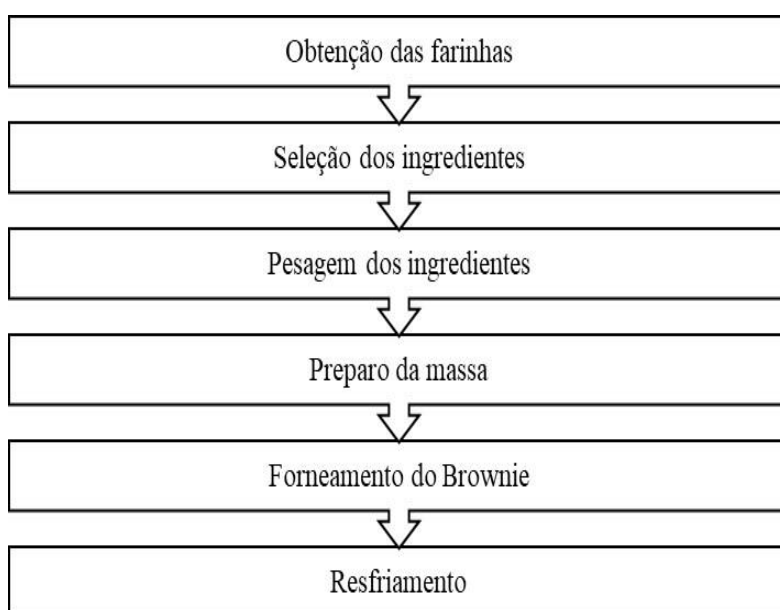 Obtenção das farinhas
Seleção dos ingredientes
Pesagem dos ingredientes
Preparo da massa
Forneamento do Brownie
Resfriamento